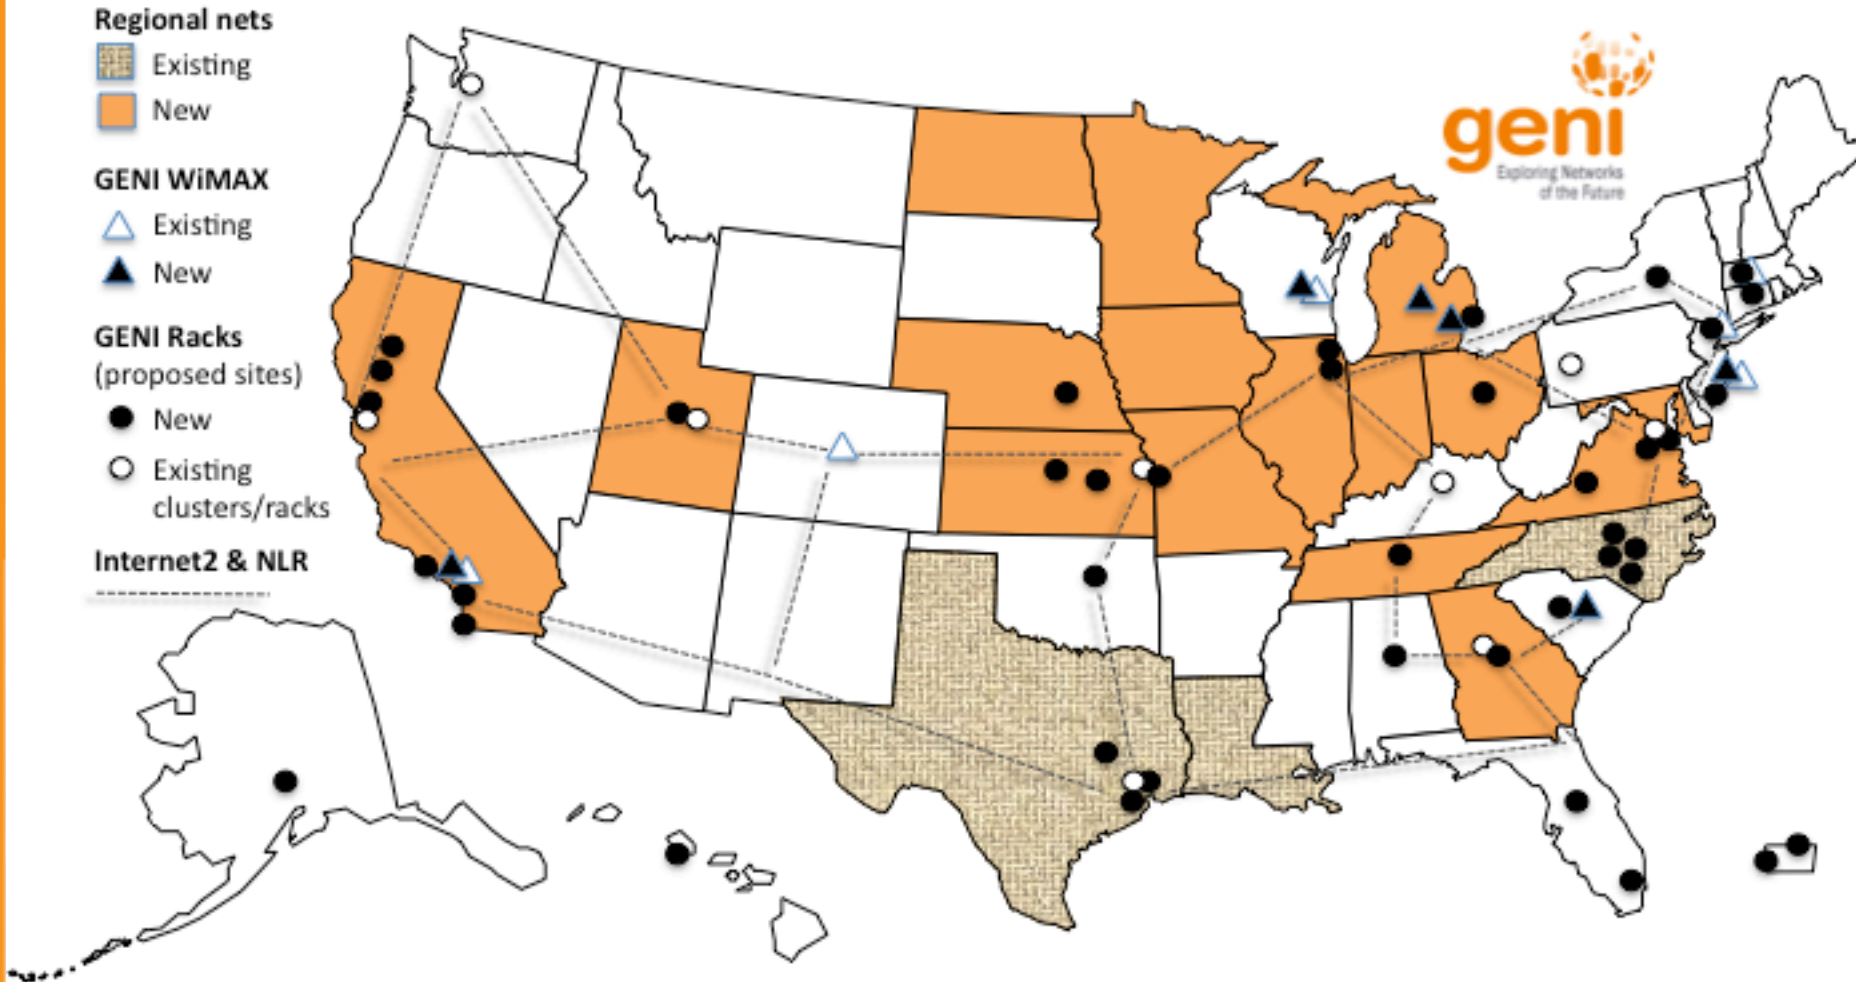 Regional nets
Existing
New
GENI WiMAX
Existing
New
GENI Racks
(proposed sites)
New
Existing
clusters/racks
Internet2 & NLR
geni
Exploring Networks
of the Future